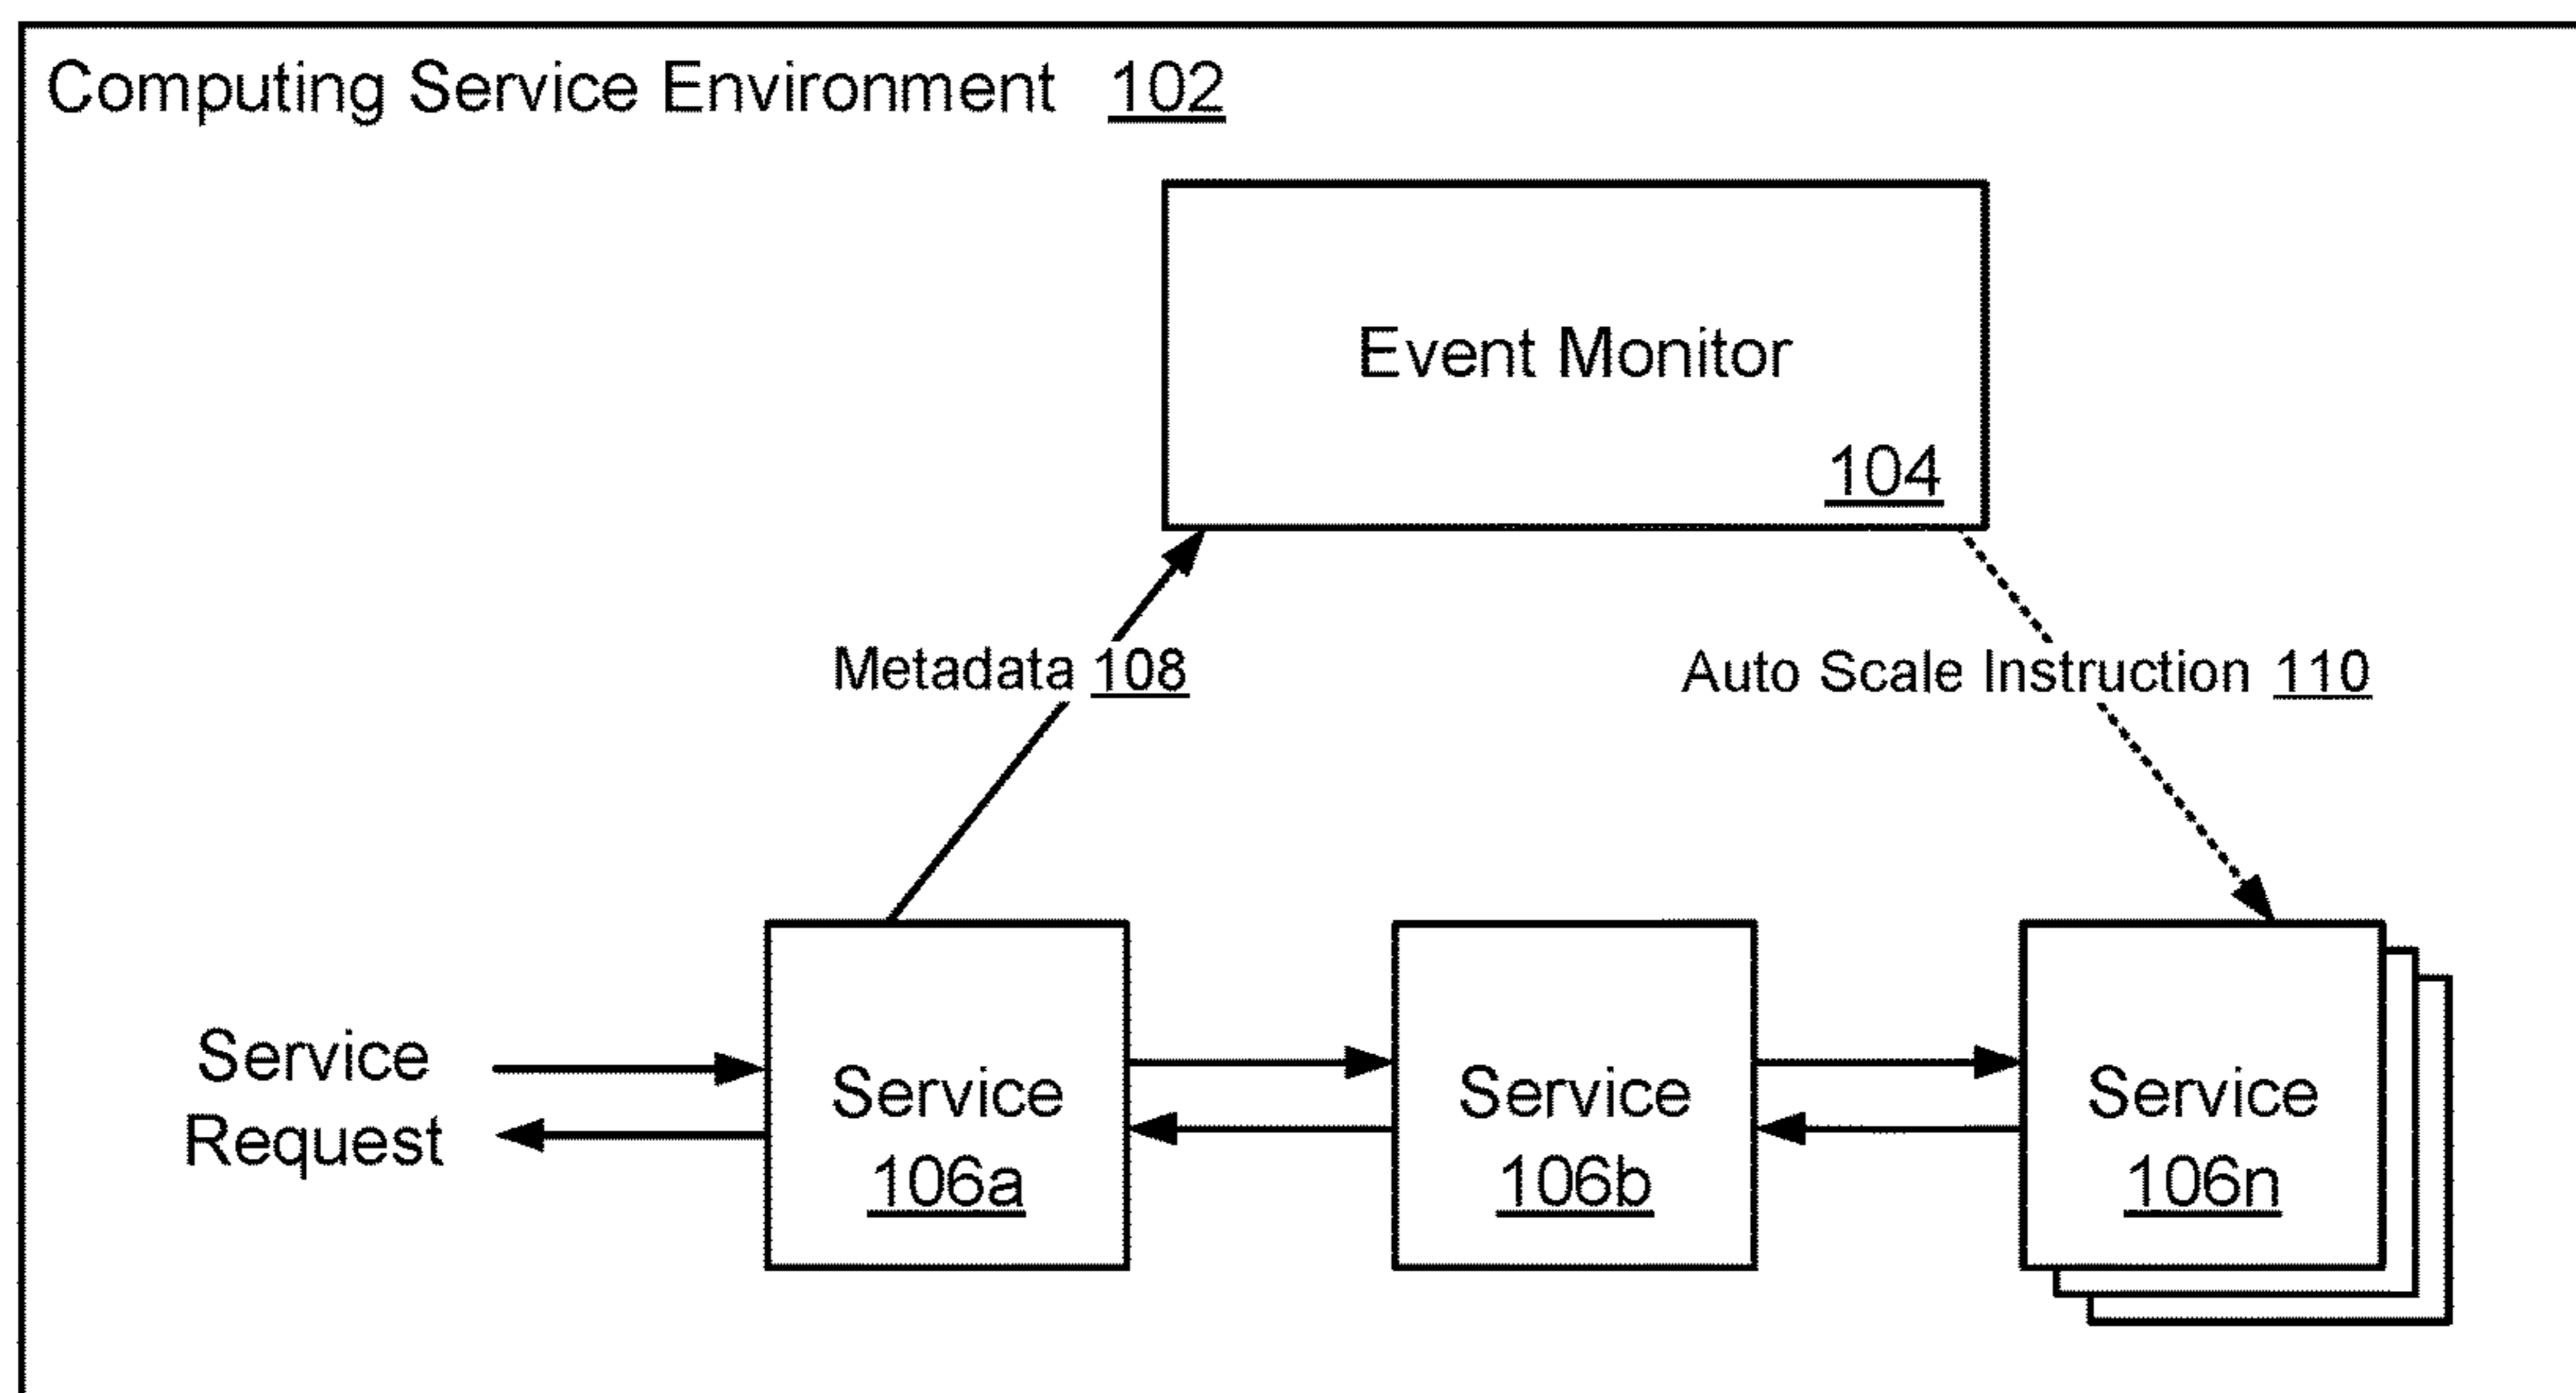 Computing Service Environment 102
Event Monitor
104
Metadata 108
Auto Scale Instruction 110
Service
Request
Service
106a
Service
106b
Service
106n